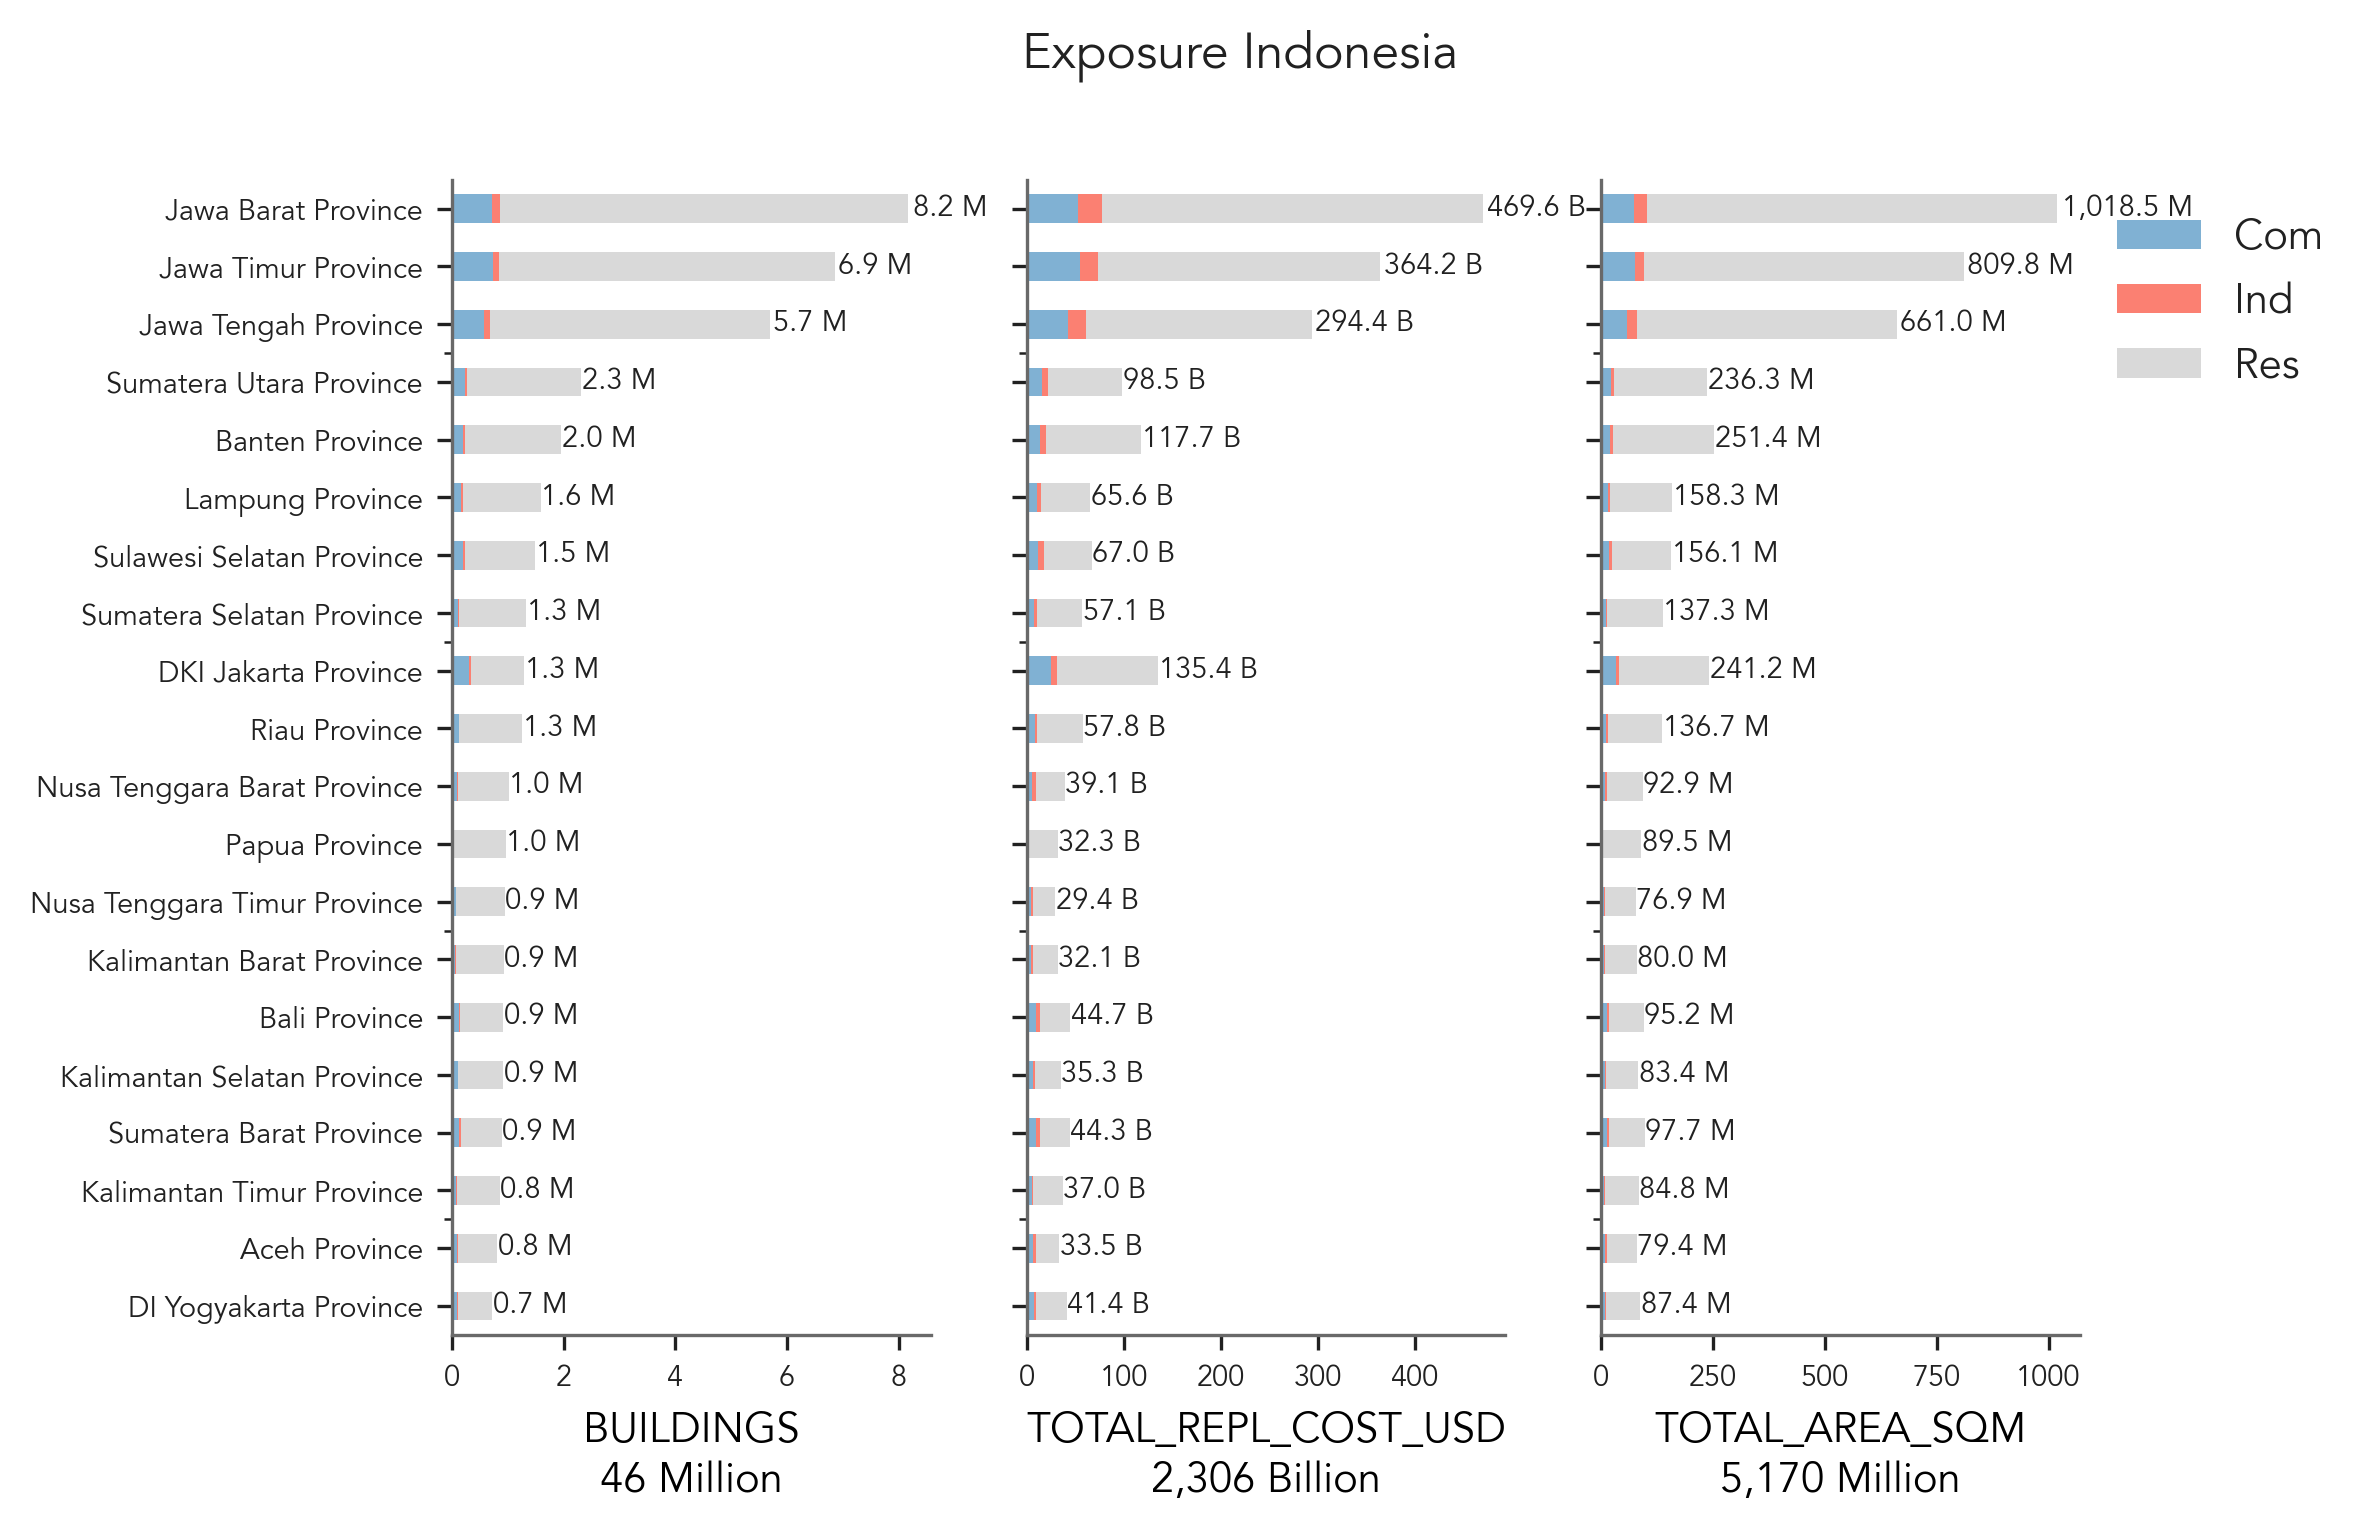 Exposure Indonesia
Jawa Barat Province 8.2 M 469.6 B 1,018.5 M
Jawa Timur Province 6.9 M 364.2 B 809.8 M
Jawa Tengah Province 5.7 M 294.4 B 661.0 M
Sumatera Utara Province 2.3 M 98.5 B 236.3 M
Banten Province 2.0 M 117.7 B 251.4 M
Lampung Province 1.6 M 65.6 B 158.3 M
Sulawesi Selatan Province 1.5 M 67.0 B 156.1 M
Sumatera Selatan Province 1.3 M 57.1 B 137.3 M
DKI Jakarta Province 1.3 M 135.4 B 241.2 M
Riau Province 1.3 M 57.8 B 136.7 M
Nusa Tenggara Barat Province 1.0 M 39.1 B 92.9 M
Papua Province 1.0 M 32.3 B 89.5 M
Nusa Tenggara Timur Province 0.9 M 29.4 B 76.9 M
Kalimantan Barat Province 0.9 M 32.1 B 80.0 M
Bali Province 0.9 M 44.7 B 95.2 M
Kalimantan Selatan Province 0.9 M 35.3 B 83.4 M
Sumatera Barat Province 0.9 M 44.3 B 97.7 M
Kalimantan Timur Province 0.8 M 37.0 B 84.8 M
Aceh Province 0.8 M 33.5 B 79.4 M
DI Yogyakarta Province 0.7 M 41.4 B 87.4 M
0 2 4 6 8
BUILDINGS
46 Million
0 100 200 300 400
TOTAL_REPL_COST_USD
2,306 Billion
0 250 500 750 1000
TOTAL_AREA_SQM
5,170 Million
Com
Ind
Res